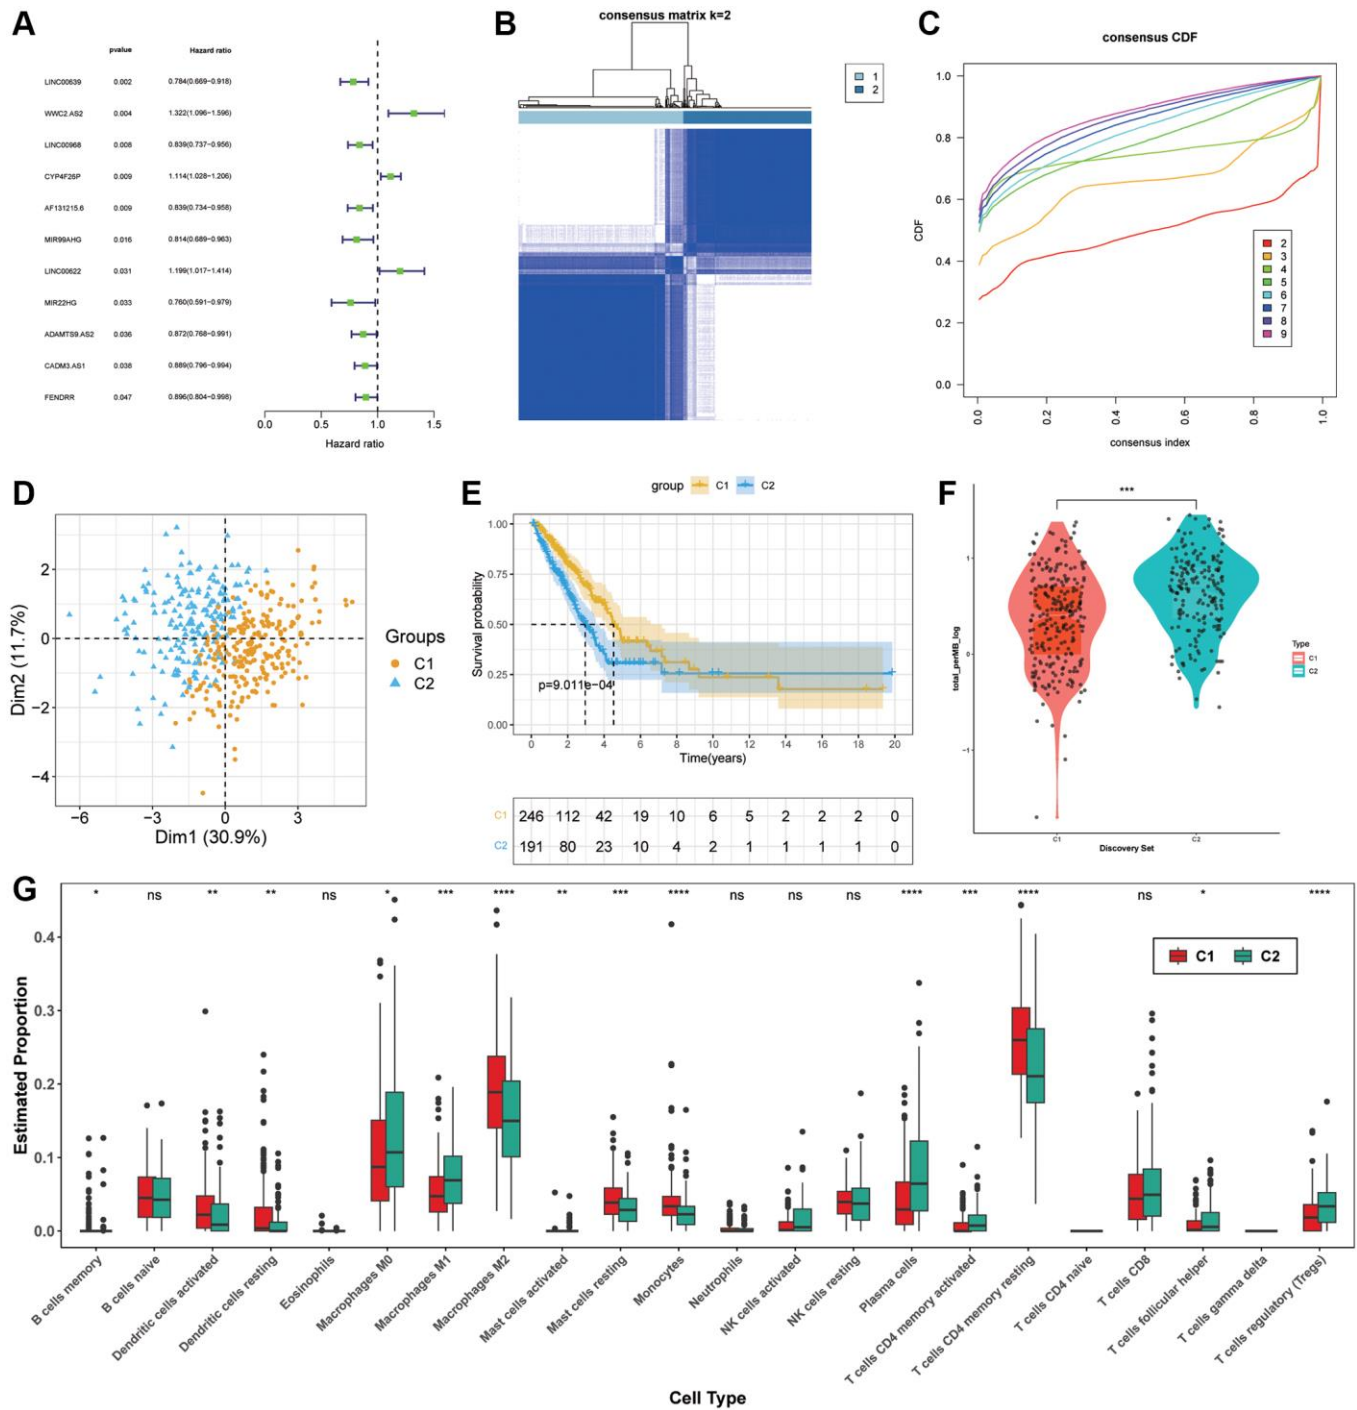 A
pvalue Hazard ratio
LINC00639 0.002 0.784(0.669−0.918)
WWC2.AS2 0.004 1.322(1.096−1.596)
LINC00968 0.008 0.839(0.737−0.956)
CYP4F26P 0.009 1.114(1.028−1.206)
AF131215.6 0.009 0.839(0.734−0.958)
MIR99AHG 0.016 0.814(0.689−0.963)
LINC00622 0.031 1.199(1.017−1.414)
MIR22HG 0.033 0.760(0.591−0.979)
ADAMTS9.AS2 0.036 0.872(0.768−0.991)
CADM3.AS1 0.038 0.889(0.796−0.994)
FENDRR 0.047 0.896(0.804−0.998)
0.0 0.5 1.0 1.5
Hazard ratio
B
consensus matrix k=2
1
2
C
consensus CDF
CDF
1.0
0.8
0.6
0.4
0.2
0.0
2
3
4
5
6
7
8
9
0.0 0.2 0.4 0.6 0.8 1.0
consensus index
D
Dim2 (11.7%)
2
0
−2
−4
−6 −3 0 3
Dim1 (30.9%)
Groups
C1
C2
E
group C1 C2
Survival probability
1.00
0.75
0.50
0.25
0.00
p=9.011e−04
0 2 4 6 8 10 12 14 16 18 20
Time(years)
C1 246 112 42 19 10 6 5 2 2 2 0
C2 191 80 23 10 4 2 1 1 1 1 0
F
***
total_perMB_log
1
0
−1
Type
C1
C2
C1 C2
Discovery Set
G
* ns ** ** ns * *** **** ** *** **** ns ns ns **** *** **** ns * ****
Estimated Proportion
0.4
0.3
0.2
0.1
0.0
C1 C2
B cells memory
B cells naive
Dendritic cells activated
Dendritic cells resting
Eosinophils
Macrophages M0
Macrophages M1
Macrophages M2
Mast cells activated
Mast cells resting
Monocytes
Neutrophils
NK cells activated
NK cells resting
Plasma cells
T cells CD4 memory activated
T cells CD4 memory resting
T cells CD4 naive
T cells CD8
T cells follicular helper
T cells gamma delta
T cells regulatory (Tregs)
Cell Type